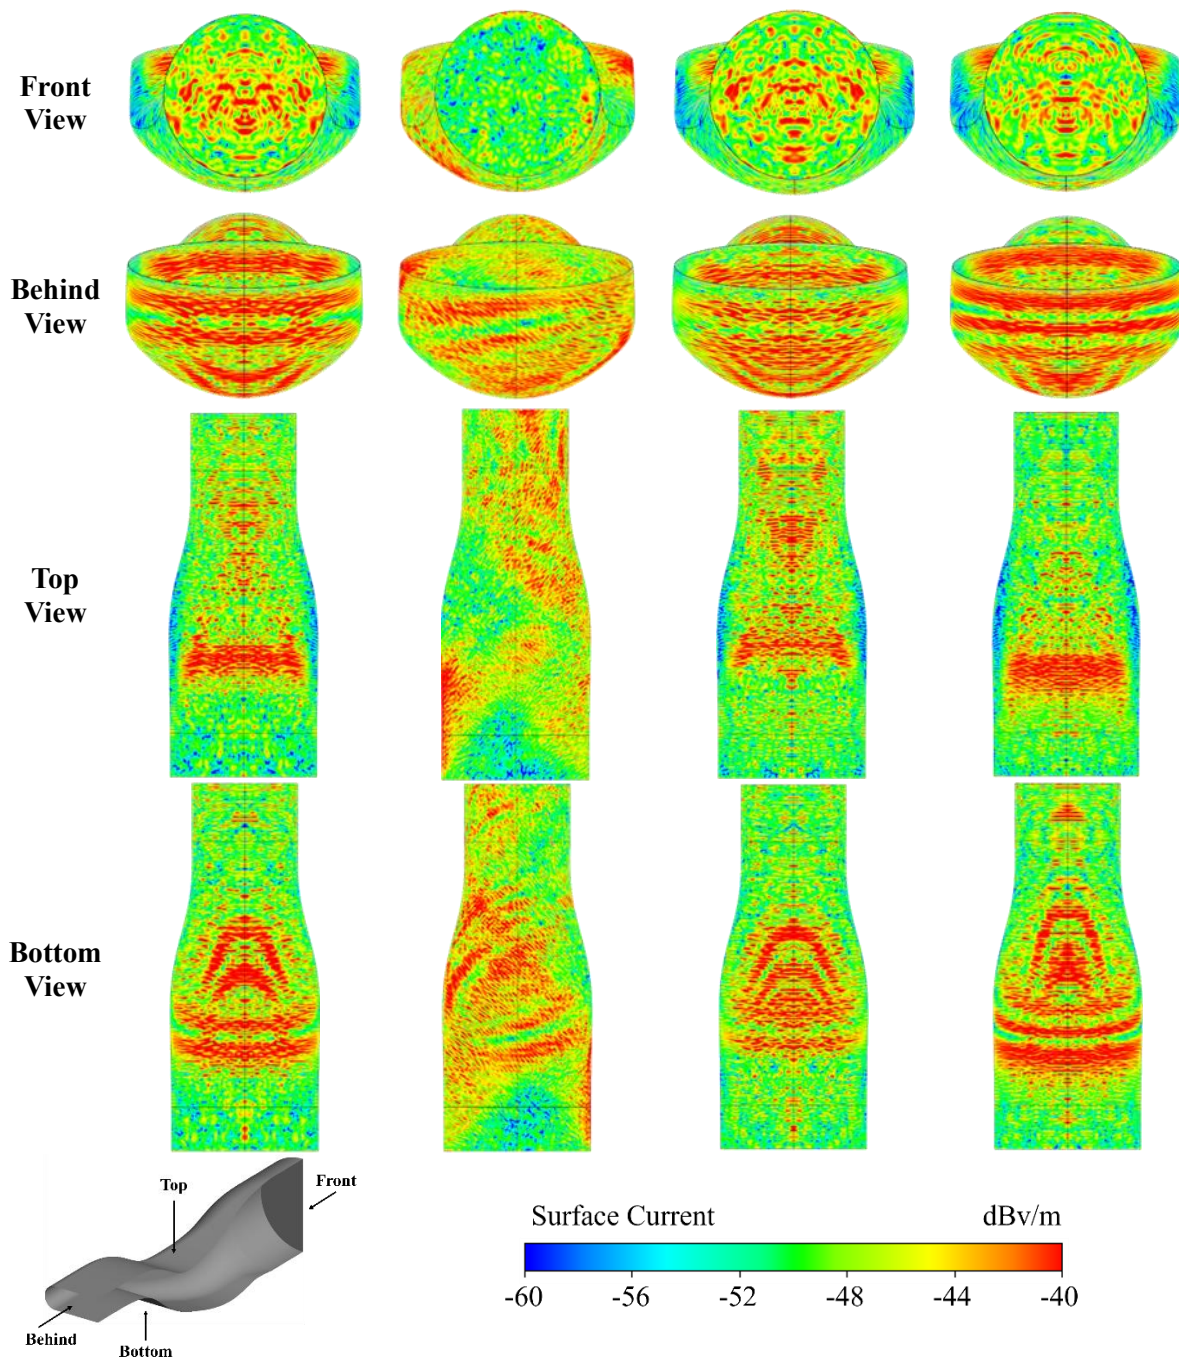 Front
View
Behind
View
Top
View
Bottom
View
Top
Front
Behind
Bottom
Surface Current dBv/m
-60 -56 -52 -48 -44 -40